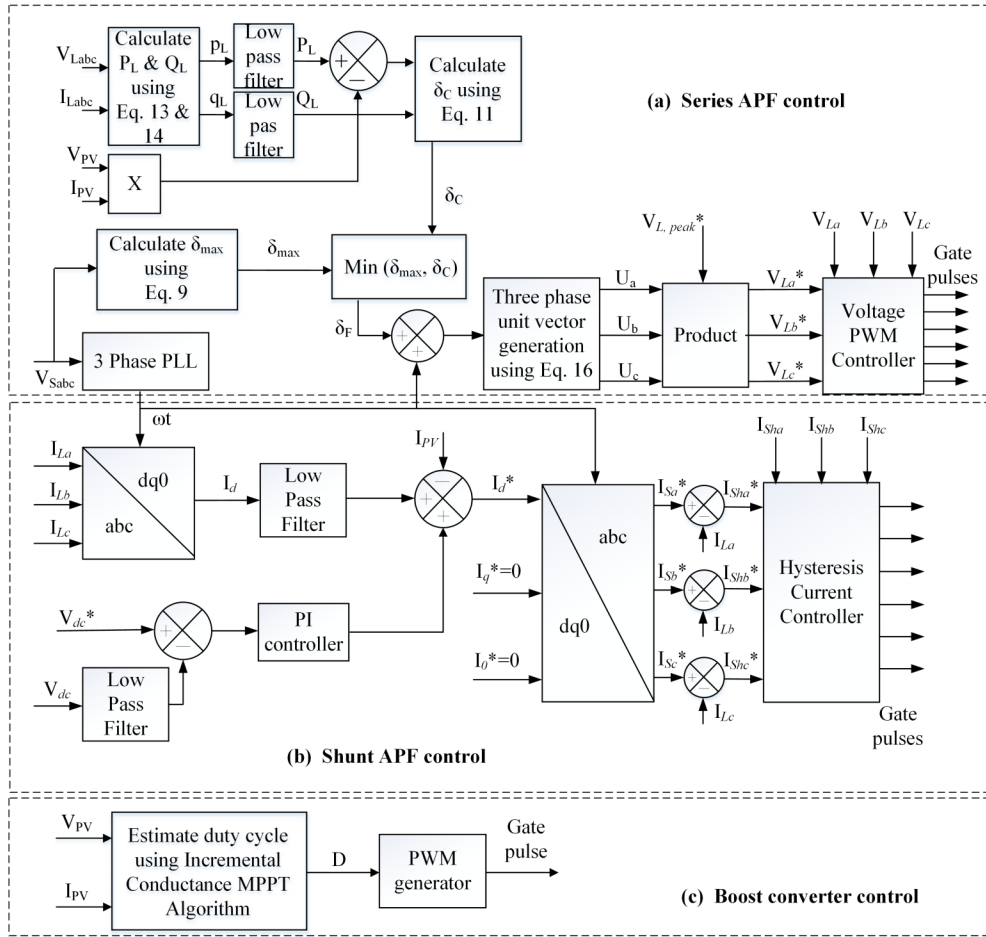 V_Labc
I_Labc
Calculate
P_L & Q_L
using
Eq. 13 &
14
p_L
q_L
Low
pass
filter
Low
pas
filter
P_L
Q_L
+
−
Calculate
δ_C using
Eq. 11
(a) Series APF control
V_PV
I_PV
X
δ_C
Calculate δ_max
using
Eq. 9
δ_max
Min (δ_max, δ_C)
δ_F
+
+
V_Sabc
3 Phase PLL
Three phase
unit vector
generation
using Eq. 16
U_a
U_b
U_c
V_L, peak*
Product
V_La*
V_Lb*
V_Lc*
V_La
V_Lb
V_Lc
Voltage
PWM
Controller
Gate
pulses
ωt
I_La
I_Lb
I_Lc
dq0
abc
I_d
Low
Pass
Filter
I_PV
+
−
+
I_d*
I_q*=0
I_0*=0
abc
dq0
I_Sa*
I_Sb*
I_Sc*
+
−
+
−
+
−
I_La
I_Lb
I_Lc
I_Sha*
I_Shb*
I_Shc*
I_Sha
I_Shb
I_Shc
Hysteresis
Current
Controller
Gate
pulses
V_dc*
+
−
PI
controller
V_dc
Low
Pass
Filter
(b) Shunt APF control
V_PV
I_PV
Estimate duty cycle
using Incremental
Conductance MPPT
Algorithm
D
PWM
generator
Gate
pulse
(c) Boost converter control